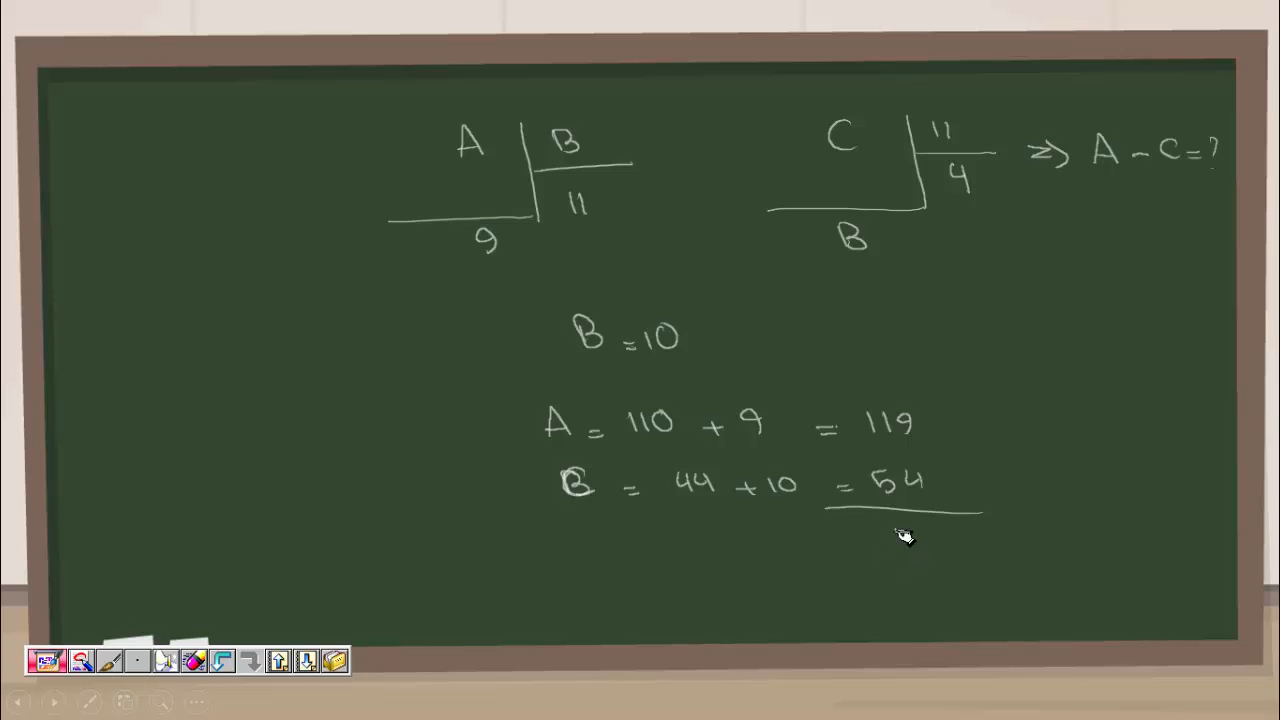 A B C 11 => A - C = ?
11 4
9 B
B = 10
A = 110 + 9 = 119
C = 44 + 10 = 54